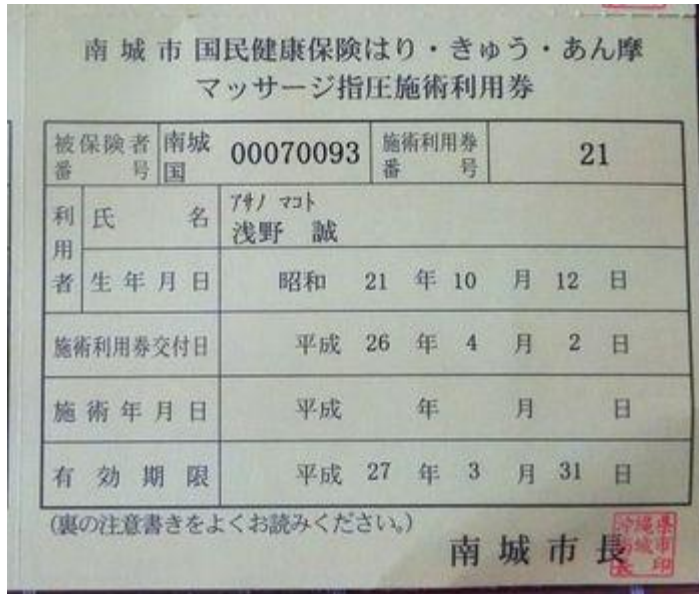 南城市 国民健康保険はり・きゅう・あん摩
マッサージ指圧施術利用券
被保険者番号 南城国 00070093 施術利用券番号 21
利用者 氏名 アサノ マコト
浅野 誠
生年月日 昭和 21 年 10 月 12 日
施術利用券交付日 平成 26 年 4 月 2 日
施術年月日 平成 年 月 日
有効期限 平成 27 年 3 月 31 日
(裏の注意書きをよくお読みください。)
南城市長